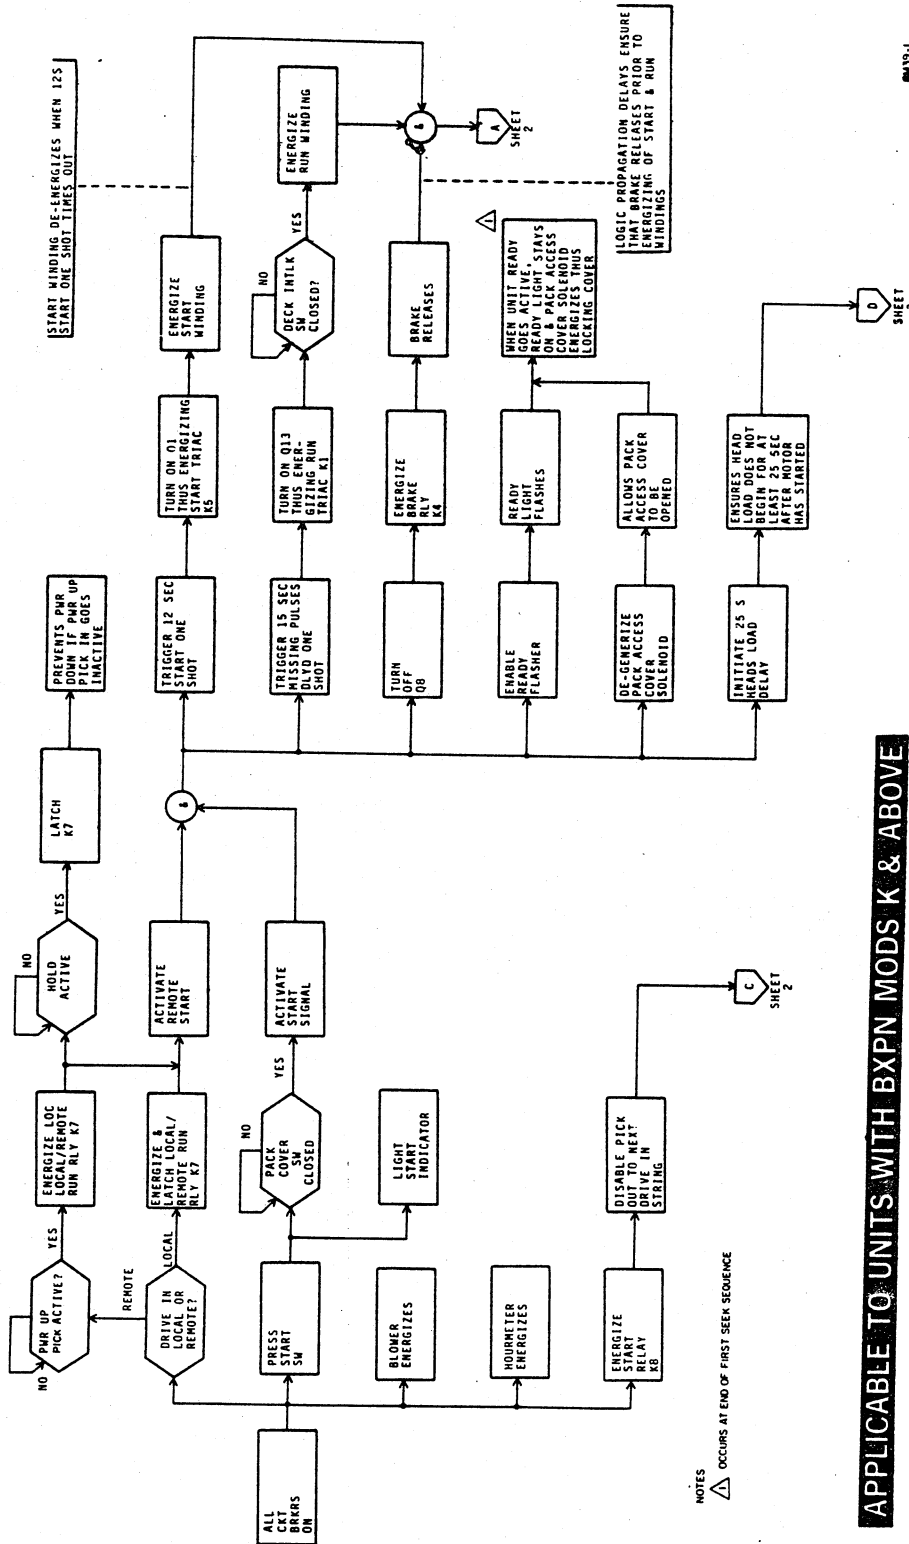 ALL
CKT
BRKRS
ON
PWR UP
PICK ACTIVE?
NO
YES
REMOTE
DRIVE IN
LOCAL OR
REMOTE?
LOCAL
PRESS
START
SW
BLOWER
ENERGIZES
HOURMETER
ENERGIZES
ENERGIZE
START
RELAY
K8
ENERGIZE LOC
LOCAL/REMOTE
RUN RLY K7
ENERGIZE &
LATCH LOCAL/
REMOTE RUN
RLY K7
PACK
COVER
SW
CLOSED
NO
YES
LIGHT
START
INDICATOR
DISABLE PICK
OUT TO NEXT
DRIVE IN
STRING
HOLD
ACTIVE
NO
YES
ACTIVATE
REMOTE
START
ACTIVATE
START
SIGNAL
C
SHEET
2
LATCH
K7
&
PREVENTS PWR
DOWN IF PWR UP
PICK IN GOES
INACTIVE
TRIGGER 12 SEC
START ONE
SHOT
TRIGGER 15 SEC
MISSING PULSES
DLYD ONE
SHOT
TURN
OFF
Q8
ENABLE
READY
FLASHER
DE-GENERIZE
PACK ACCESS
COVER
SOLENOID
INITIATE 25 S
HEADS LOAD
DELAY
TURN ON Q1
THUS ENERGIZING
START TRIAC
K5
TURN ON Q13
THUS ENER-
GIZING RUN
TRIAC K1
ENERGIZE
BRAKE
RLY
K4
READY
LIGHT
FLASHES
ALLOWS PACK
ACCESS COVER
TO BE
OPENED
ENSURES HEAD
LOAD DOES NOT
BEGIN FOR AT
LEAST 25 SEC
AFTER MOTOR
HAS STARTED
ENERGIZE
START
WINDING
DECK INTLK
SW
CLOSED?
NO
YES
BRAKE
RELEASES
1
WHEN UNIT READY
GOES ACTIVE,
READY LIGHT STAYS
ON & PACK ACCESS
COVER SOLENOID
ENERGIZES THUS
LOCKING COVER
D
SHEET
START WINDING DE-ENERGIZES WHEN 12S
START ONE SHOT TIMES OUT
ENERGIZE
RUN WINDING
&
A
SHEET
2
LOGIC PROPAGATION DELAYS ENSURE
THAT BRAKE RELEASES PRIOR TO
ENERGIZING OF START & RUN
WINDINGS
NOTES
1 OCCURS AT END OF FIRST SEEK SEQUENCE
APPLICABLE TO UNITS WITH BXPN MODS K & ABOVE